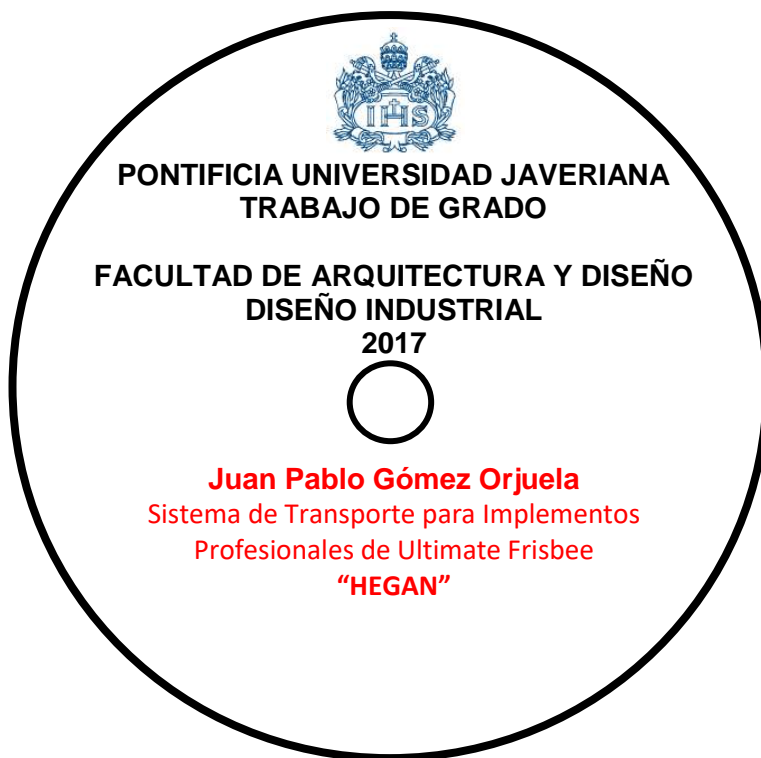 IHS
PONTIFICIA UNIVERSIDAD JAVERIANA
TRABAJO DE GRADO
FACULTAD DE ARQUITECTURA Y DISEÑO
DISEÑO INDUSTRIAL
2017
Juan Pablo Gómez Orjuela
Sistema de Transporte para Implementos
Profesionales de Ultimate Frisbee
“HEGAN”